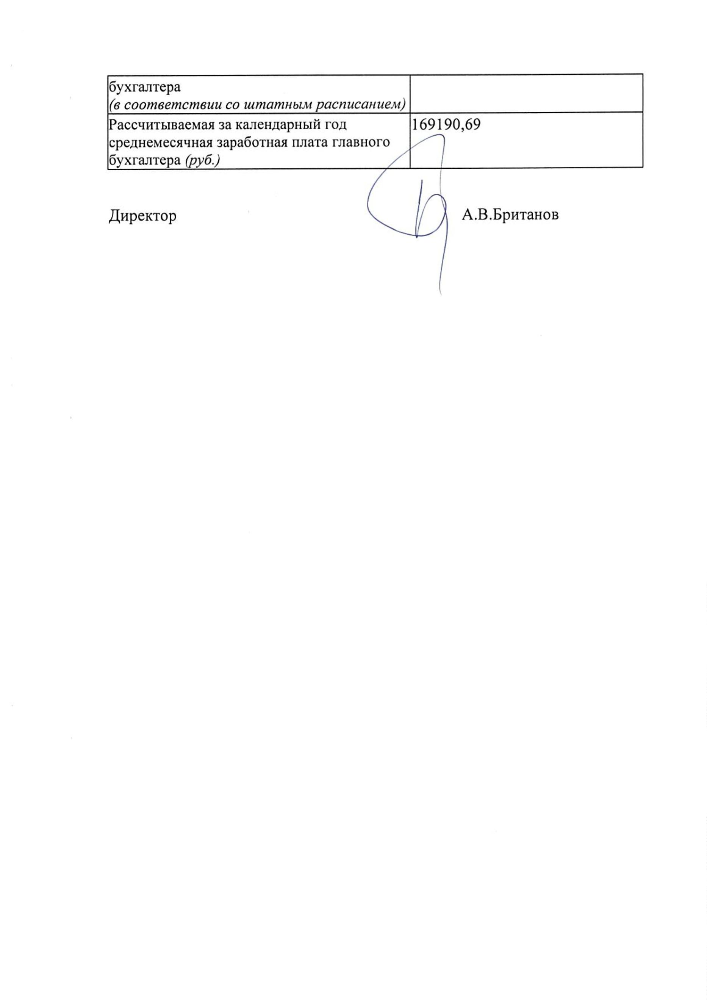 бухгалтера
(в соответствии со штатным расписанием)
Рассчитываемая за календарный год
среднемесячная заработная плата главного
бухгалтера (руб.)
169190,69
Директор
А.В.Британов